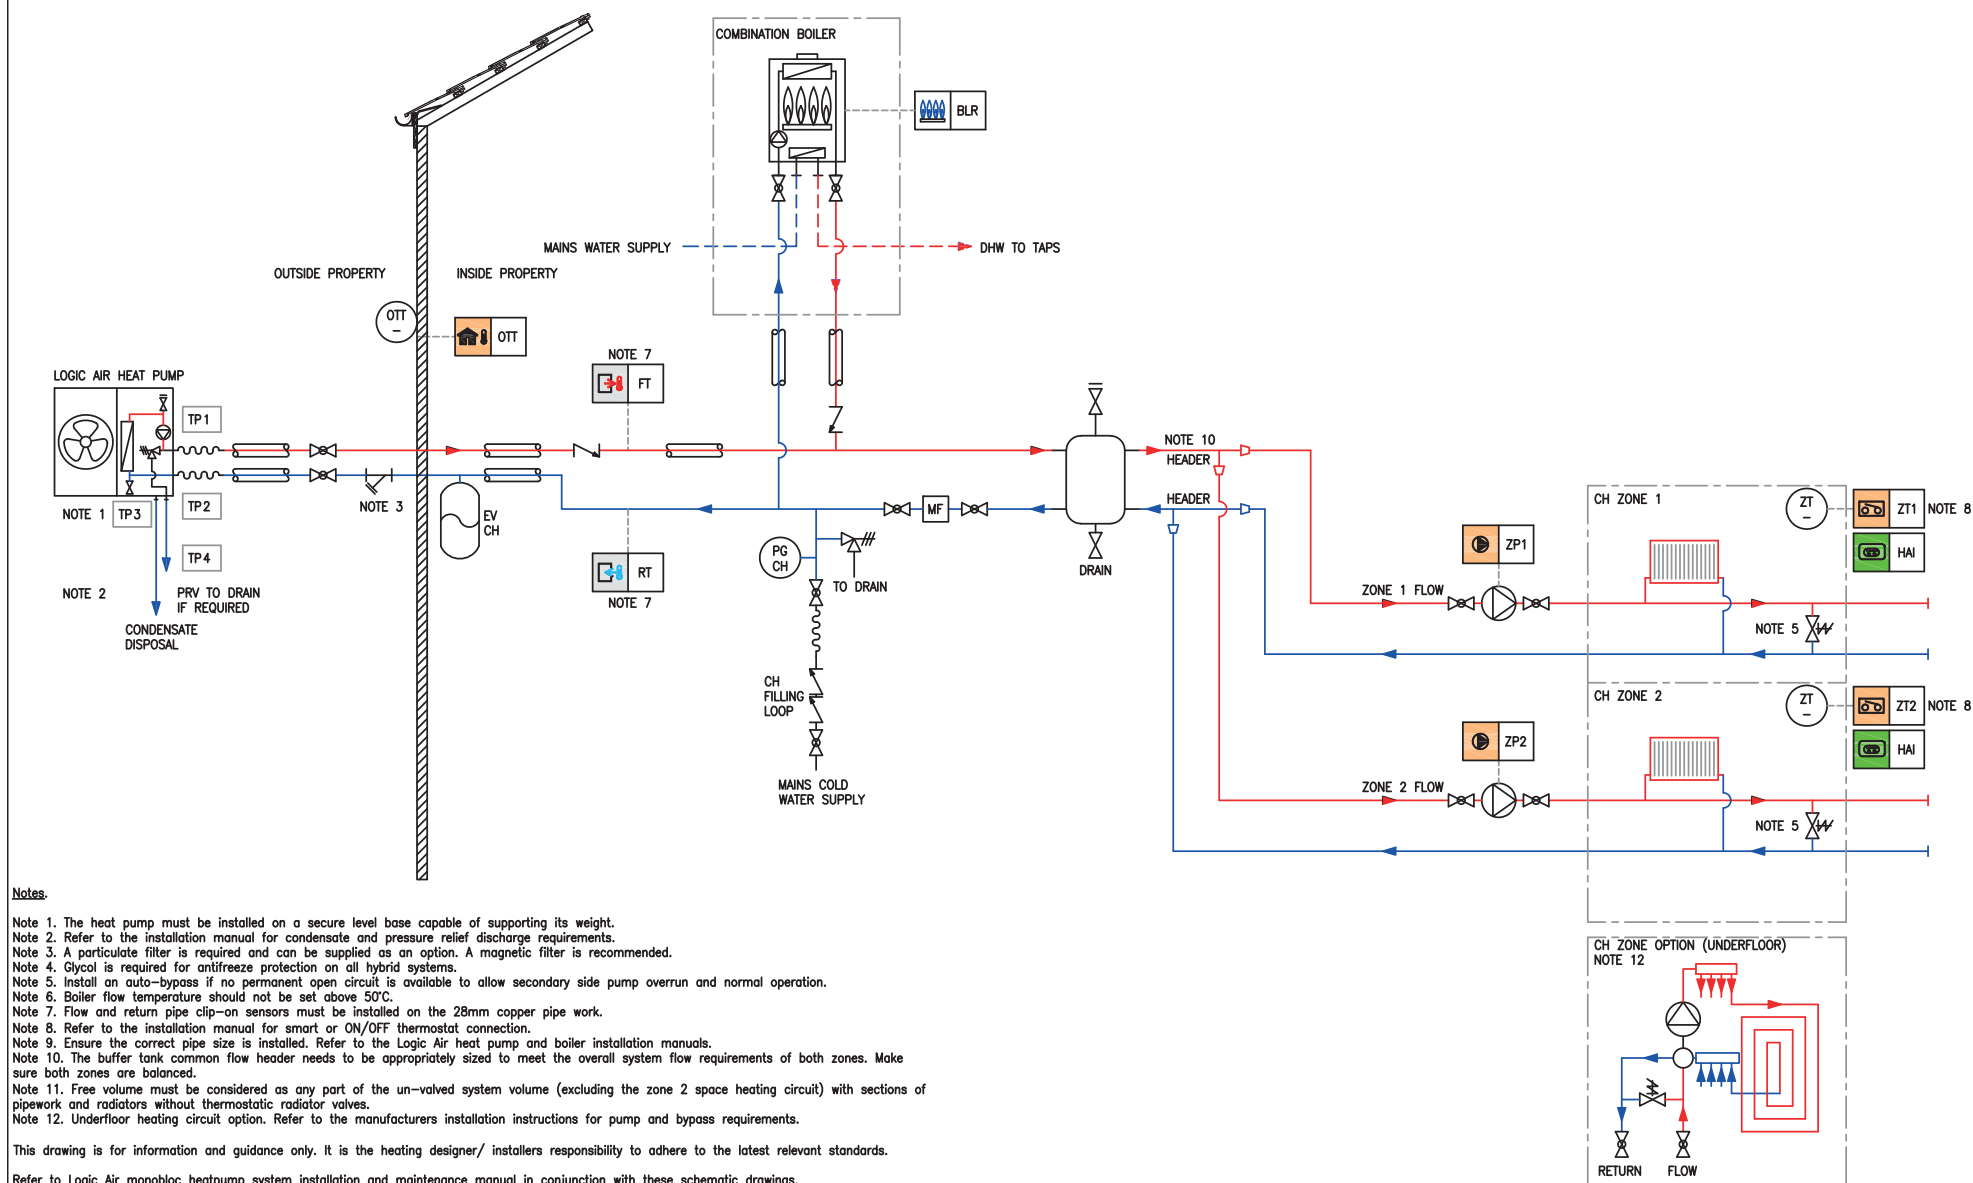 COMBINATION BOILER
BLR
MAINS WATER SUPPLY
DHW TO TAPS
OUTSIDE PROPERTY
INSIDE PROPERTY
OTT
–
OTT
NOTE 7
FT
LOGIC AIR HEAT PUMP
TP1
TP2
TP3
TP4
NOTE 1
NOTE 2
NOTE 3
PRV TO DRAIN
IF REQUIRED
CONDENSATE
DISPOSAL
EV
CH
RT
NOTE 7
PG
CH
TO DRAIN
MF
CH
FILLING
LOOP
MAINS COLD
WATER SUPPLY
DRAIN
NOTE 10
HEADER
HEADER
ZONE 1 FLOW
ZP1
CH ZONE 1
ZT
–
ZT1
NOTE 8
HAI
NOTE 5
ZONE 2 FLOW
ZP2
CH ZONE 2
ZT
–
ZT2
NOTE 8
HAI
NOTE 5
CH ZONE OPTION (UNDERFLOOR)
NOTE 12
RETURN
FLOW
Notes.
Note 1. The heat pump must be installed on a secure level base capable of supporting its weight.
Note 2. Refer to the installation manual for condensate and pressure relief discharge requirements.
Note 3. A particulate filter is required and can be supplied as an option. A magnetic filter is recommended.
Note 4. Glycol is required for antifreeze protection on all hybrid systems.
Note 5. Install an auto-bypass if no permanent open circuit is available to allow secondary side pump overrun and normal operation.
Note 6. Boiler flow temperature should not be set above 50°C.
Note 7. Flow and return pipe clip-on sensors must be installed on the 28mm copper pipe work.
Note 8. Refer to the installation manual for smart or ON/OFF thermostat connection.
Note 9. Ensure the correct pipe size is installed. Refer to the Logic Air heat pump and boiler installation manuals.
Note 10. The buffer tank common flow header needs to be appropriately sized to meet the overall system flow requirements of both zones. Make
sure both zones are balanced.
Note 11. Free volume must be considered as any part of the un-valved system volume (excluding the zone 2 space heating circuit) with sections of
pipework and radiators without thermostatic radiator valves.
Note 12. Underfloor heating circuit option. Refer to the manufacturers installation instructions for pump and bypass requirements.
This drawing is for information and guidance only. It is the heating designer/ installers responsibility to adhere to the latest relevant standards.
Refer to Logic Air monobloc heatpump system installation and maintenance manual in conjunction with these schematic drawings.